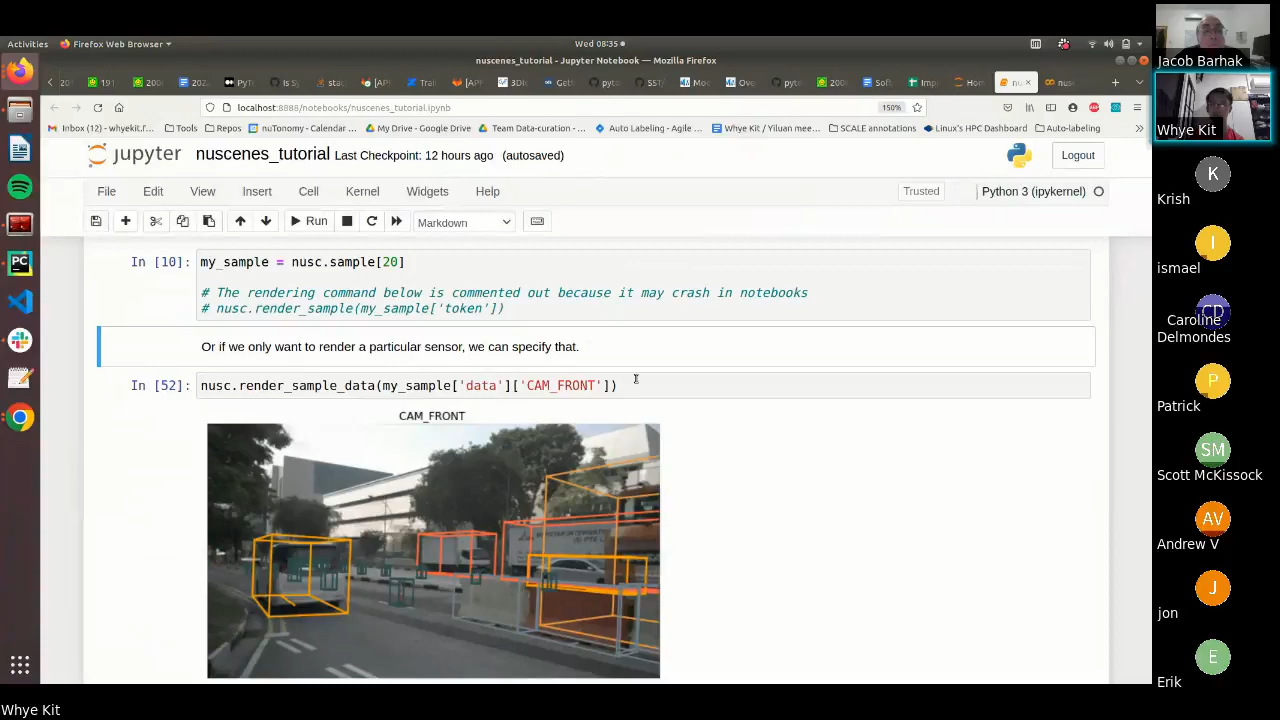 Activities
Firefox Web Browser
Wed 08:35
nuscenes_tutorial - Jupyter Notebook — Mozilla Firefox
localhost:8888/notebooks/nuscenes_tutorial.ipynb
150%
Inbox (12) - whyekit.f...
Tools
Repos
nuTonomy - Calendar ...
My Drive - Google Drive
Team Data-curation - ...
Auto Labeling - Agile ...
Whye Kit / Yiluan meet...
SCALE annotations
Linux's HPC Dashboard
Auto-labeling
jupyter
nuscenes_tutorial
Last Checkpoint: 12 hours ago
(autosaved)
Logout
File
Edit
View
Insert
Cell
Kernel
Widgets
Help
Trusted
Python 3 (ipykernel)
Run
Markdown
In [10]:
my_sample = nusc.sample[20]
# The rendering command below is commented out because it may crash in notebooks
# nusc.render_sample(my_sample['token'])
Or if we only want to render a particular sensor, we can specify that.
In [52]:
nusc.render_sample_data(my_sample['data']['CAM_FRONT'])
CAM_FRONT
Jacob Barhak
Whye Kit
K
Krish
I
ismael
CD
Caroline
Delmondes
P
Patrick
SM
Scott McKissock
AV
Andrew V
J
jon
E
Erik
Whye Kit